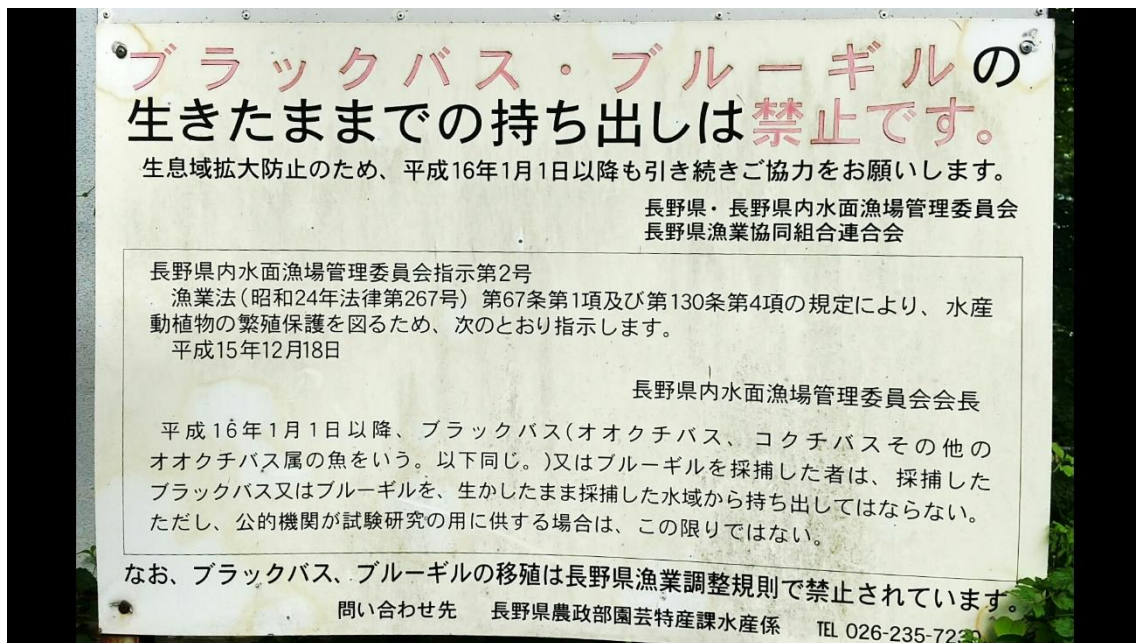 ブラックバス・ブルーギルの
生きたままでの持ち出しは禁止です。
生息域拡大防止のため、平成16年1月1日以降も引き続きご協力をお願いします。
長野県・長野県内水面漁場管理委員会
長野県漁業協同組合連合会
長野県内水面漁場管理委員会指示第2号
漁業法(昭和24年法律第267号)第67条第1項及び第130条第4項の規定により、水産
動植物の繁殖保護を図るため、次のとおり指示します。
平成15年12月18日
長野県内水面漁場管理委員会会長
平成16年1月1日以降、ブラックバス(オオクチバス、コクチバスその他の
オオクチバス属の魚をいう。以下同じ。)又はブルーギルを採捕した者は、採捕した
ブラックバス又はブルーギルを、生かしたまま採捕した水域から持ち出してはならない。
ただし、公的機関が試験研究の用に供する場合は、この限りではない。
なお、ブラックバス、ブルーギルの移殖は長野県漁業調整規則で禁止されています。
問い合わせ先 長野県農政部園芸特産課水産係 TEL 026-235-